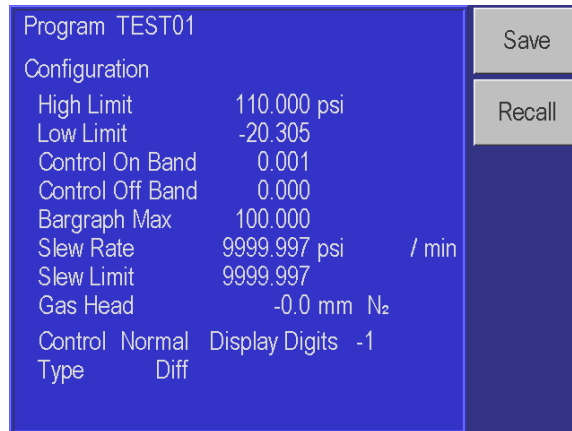 Program TEST01
Configuration
High Limit 110.000 psi
Low Limit -20.305
Control On Band 0.001
Control Off Band 0.000
Bargraph Max 100.000
Slew Rate 9999.997 psi / min
Slew Limit 9999.997
Gas Head -0.0 mm N₂
Control Normal Display Digits -1
Type Diff
Save
Recall